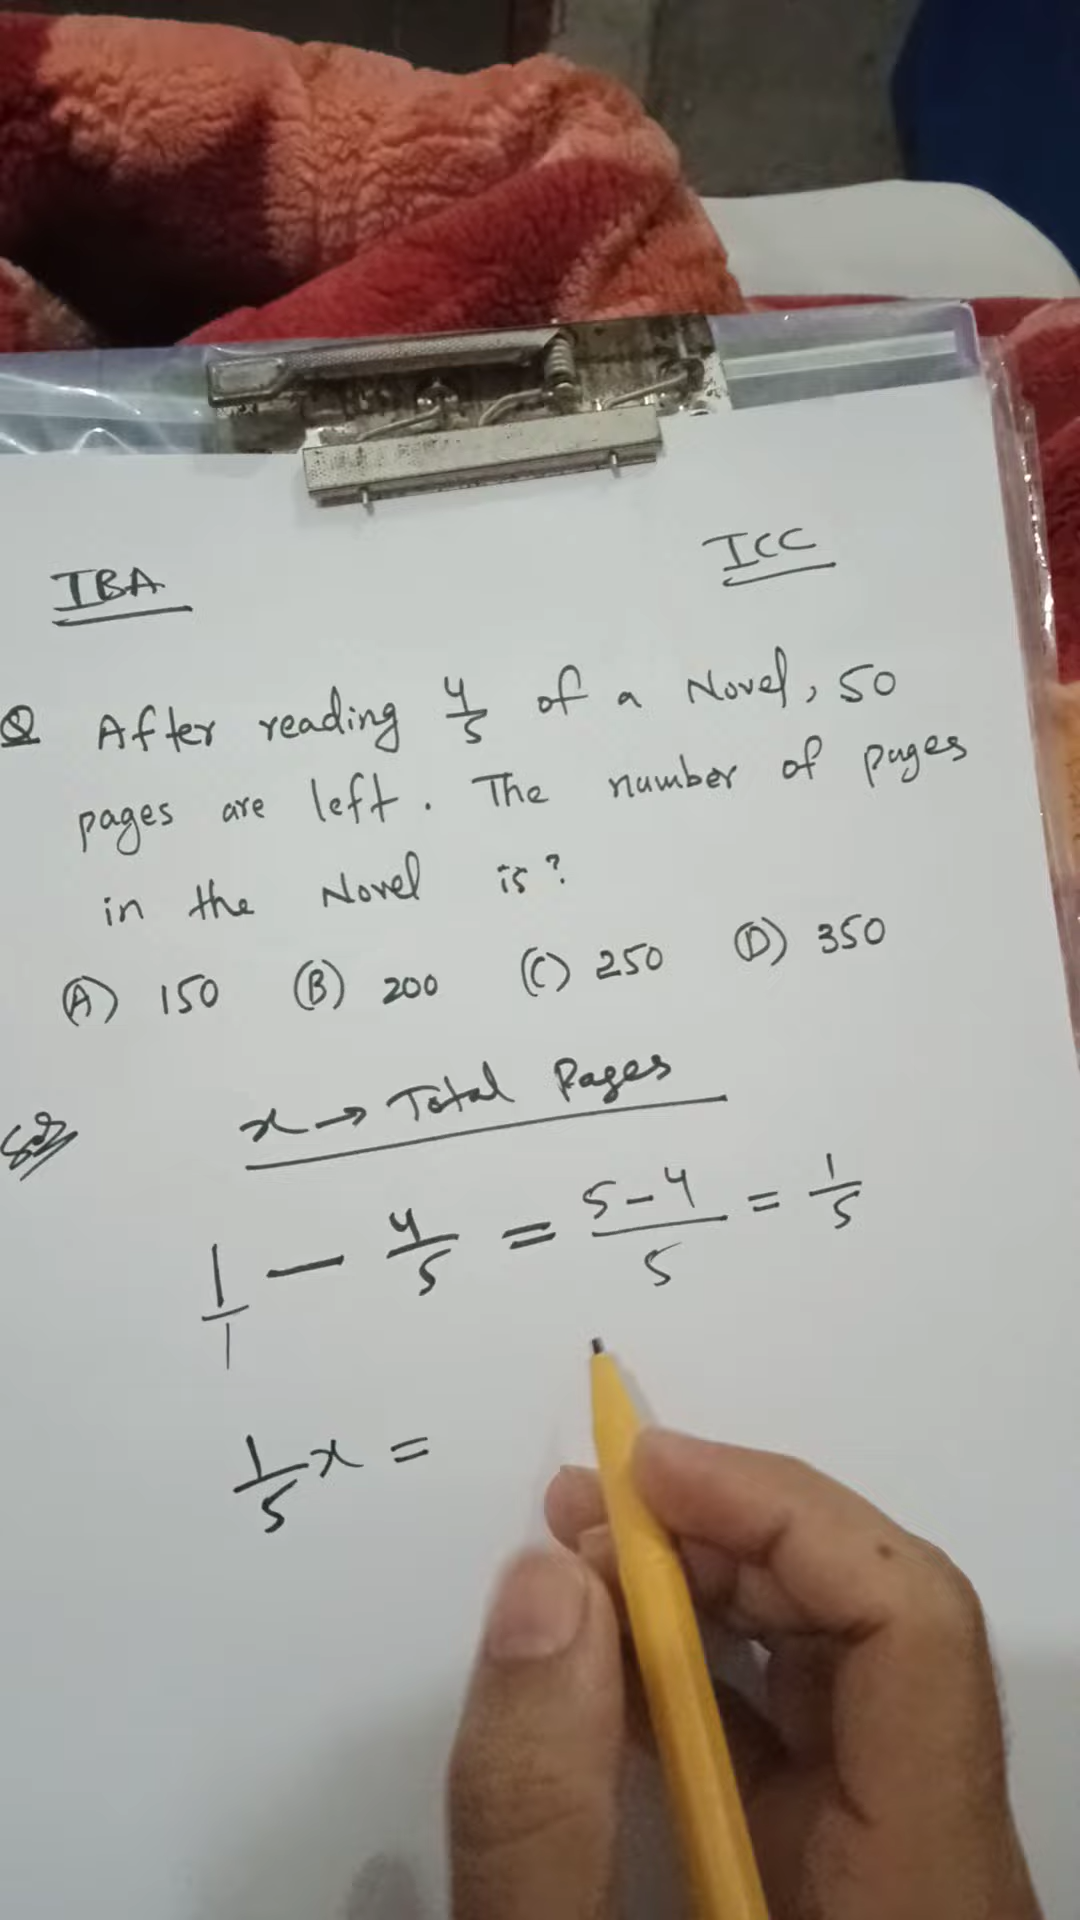 IBA
ICC
Q After reading 4/5 of a Novel, 50
pages are left. The number of pages
in the Novel is?
(A) 150 (B) 200 (C) 250 (D) 350
Sol
x → Total Pages
1/1 - 4/5 = 5-4/5 = 1/5
1/5 x =